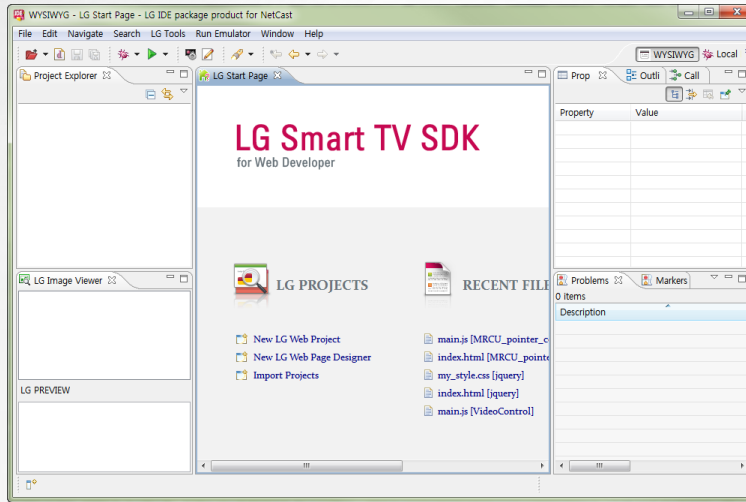 WYSIWYG - LG Start Page - LG IDE package product for NetCast
File Edit Navigate Search LG Tools Run Emulator Window Help
WYSIWYG Local
Project Explorer
LG Start Page
Prop Outli Call
Property Value
LG Smart TV SDK
for Web Developer
LG PROJECTS
New LG Web Project
New LG Web Page Designer
Import Projects
RECENT FILE
main.js [MRCU_pointer_c
index.html [MRCU_pointe
my_style.css [jquery]
index.html [jquery]
main.js [VideoControl]
LG Image Viewer
LG PREVIEW
Problems Markers
0 items
Description